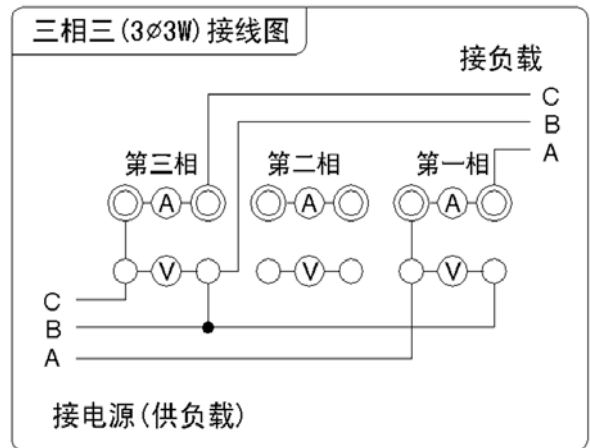 三相三(3ø3W)接线图
接负载
C
B
A
第三相 第二相 第一相
A A A
V V V
C
B
A
接电源(供负载)